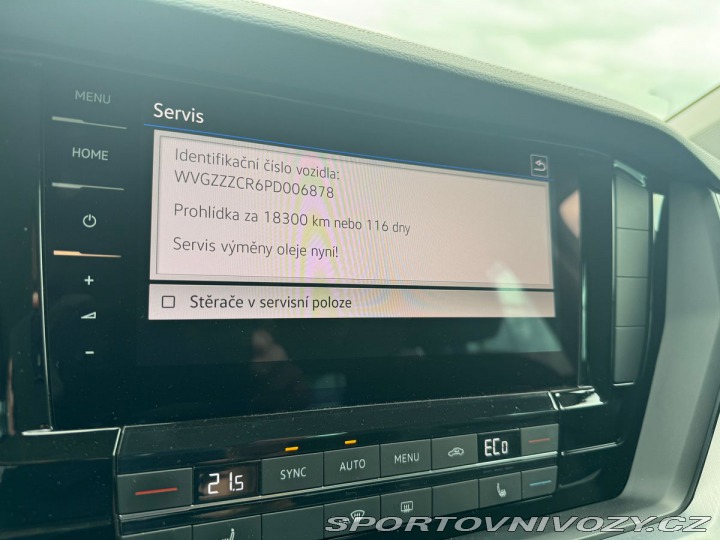 MENU
Servis
HOME
Identifikační číslo vozidla:
WVGZZZCR6PD006878
Prohlídka za 18300 km nebo 116 dny
Servis výměny oleje nyní!
+
Stěrače v servisní poloze
-
21.5
SYNC
AUTO
MENU
ECO
SPORTOVNIVOZY.CZ